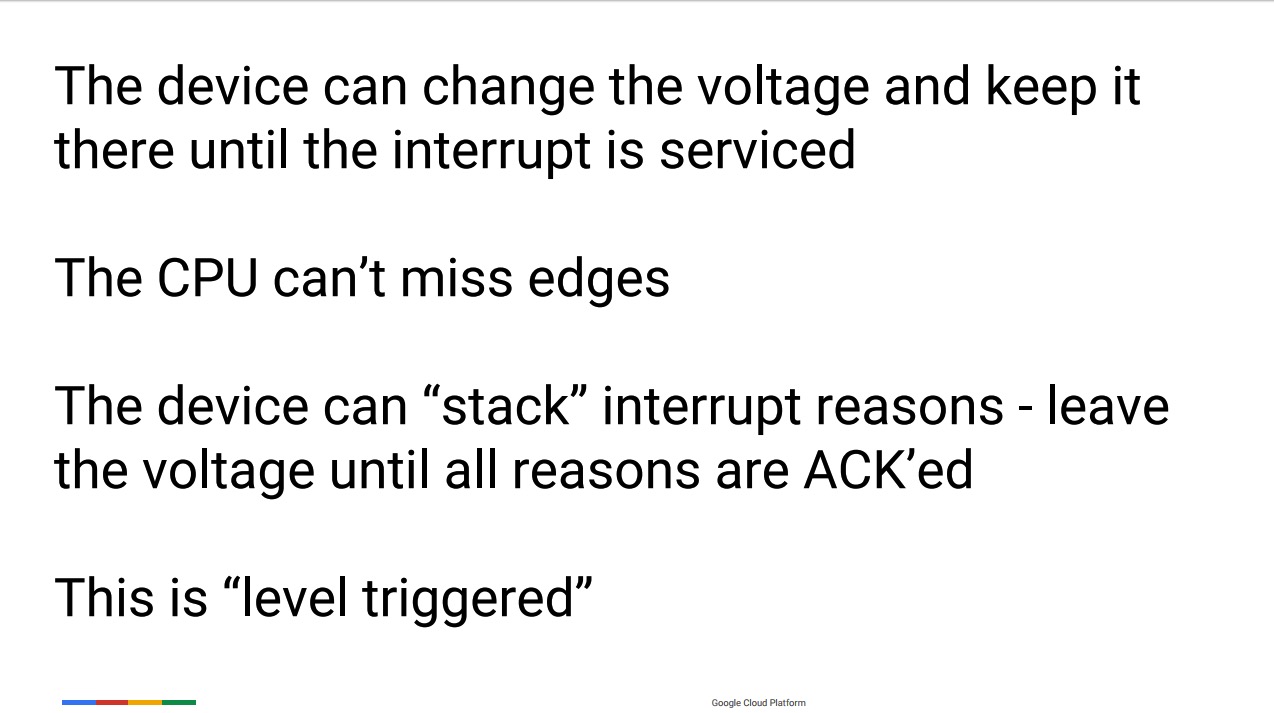 The device can change the voltage and keep it
there until the interrupt is serviced
The CPU can’t miss edges
The device can “stack” interrupt reasons - leave
the voltage until all reasons are ACK’ed
This is “level triggered”
Google Cloud Platform